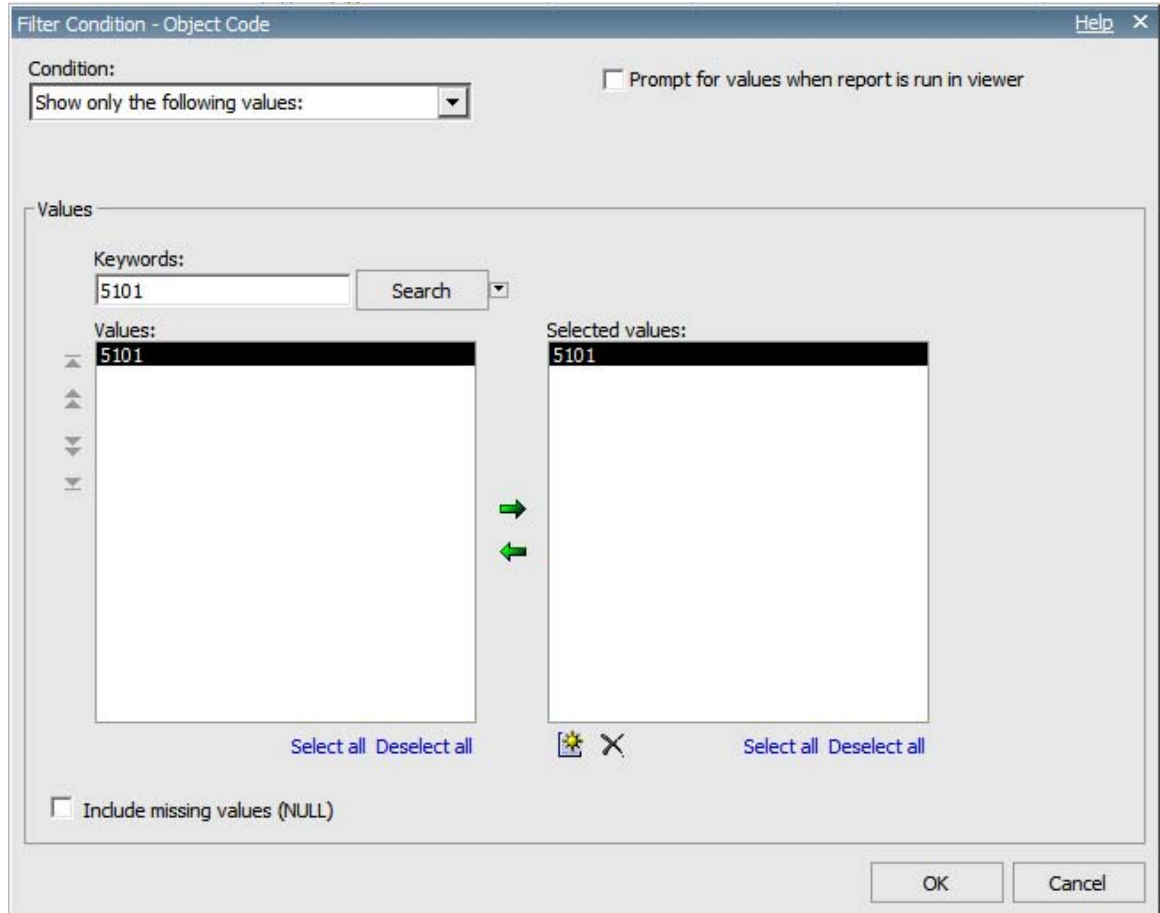 Filter Condition - Object Code Help
Condition:
Show only the following values:
Prompt for values when report is run in viewer
Values
Keywords:
5101 Search
Values: Selected values:
5101 5101
Select all Deselect all Select all Deselect all
Include missing values (NULL)
OK Cancel